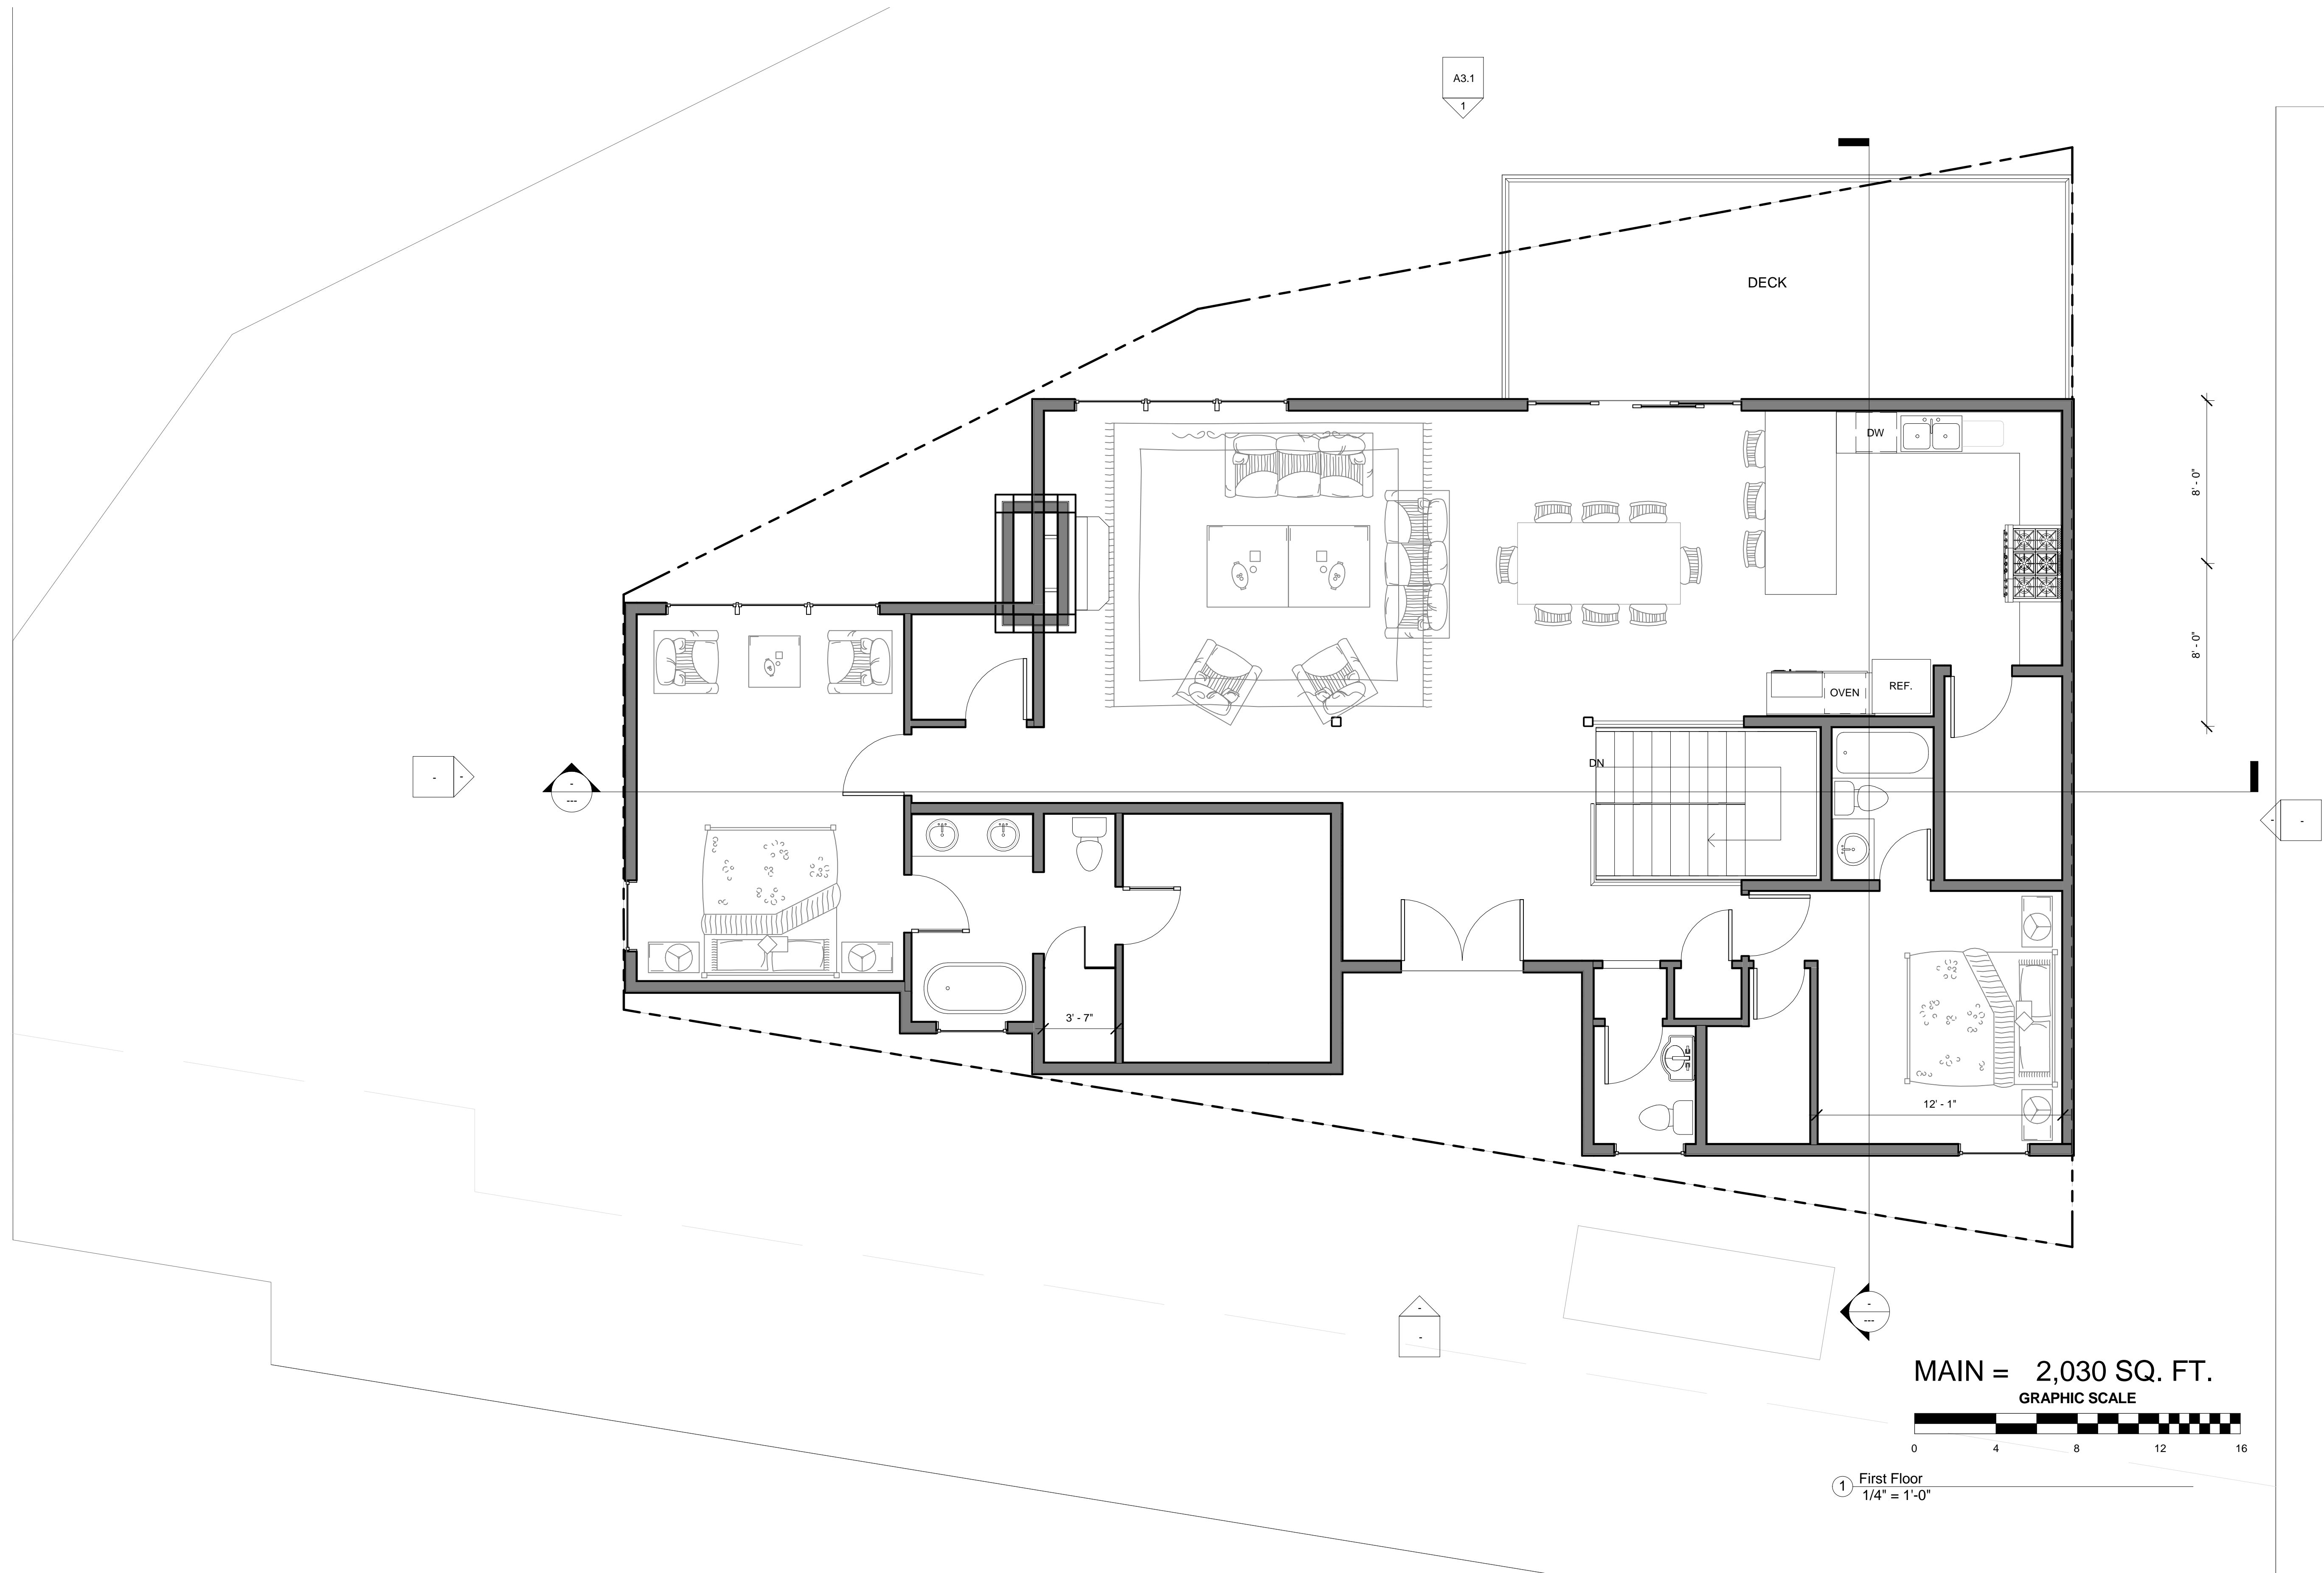 A3.1
1
DECK
DW
8' - 0"
8' - 0"
OVEN
REF.
DN
-
-
-
---
-
-
3' - 7"
12' - 1"
-
-
-
---
MAIN = 2,030 SQ. FT.
GRAPHIC SCALE
0 4 8 12 16
1
First Floor
1/4" = 1'-0"